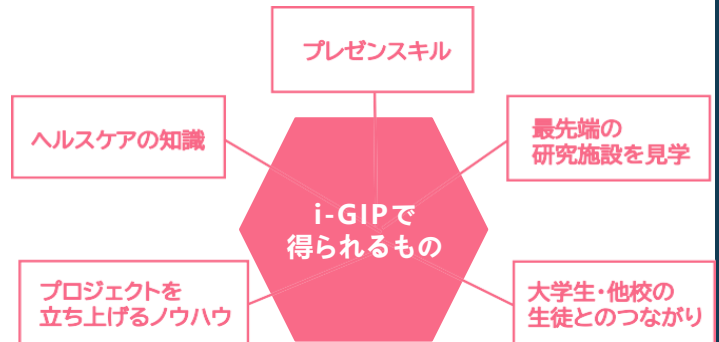 プレゼンスキル
ヘルスケアの知識
最先端の
研究施設を見学
i-GIPで
得られるもの
プロジェクトを
立ち上げるノウハウ
大学生・他校の
生徒とのつながり